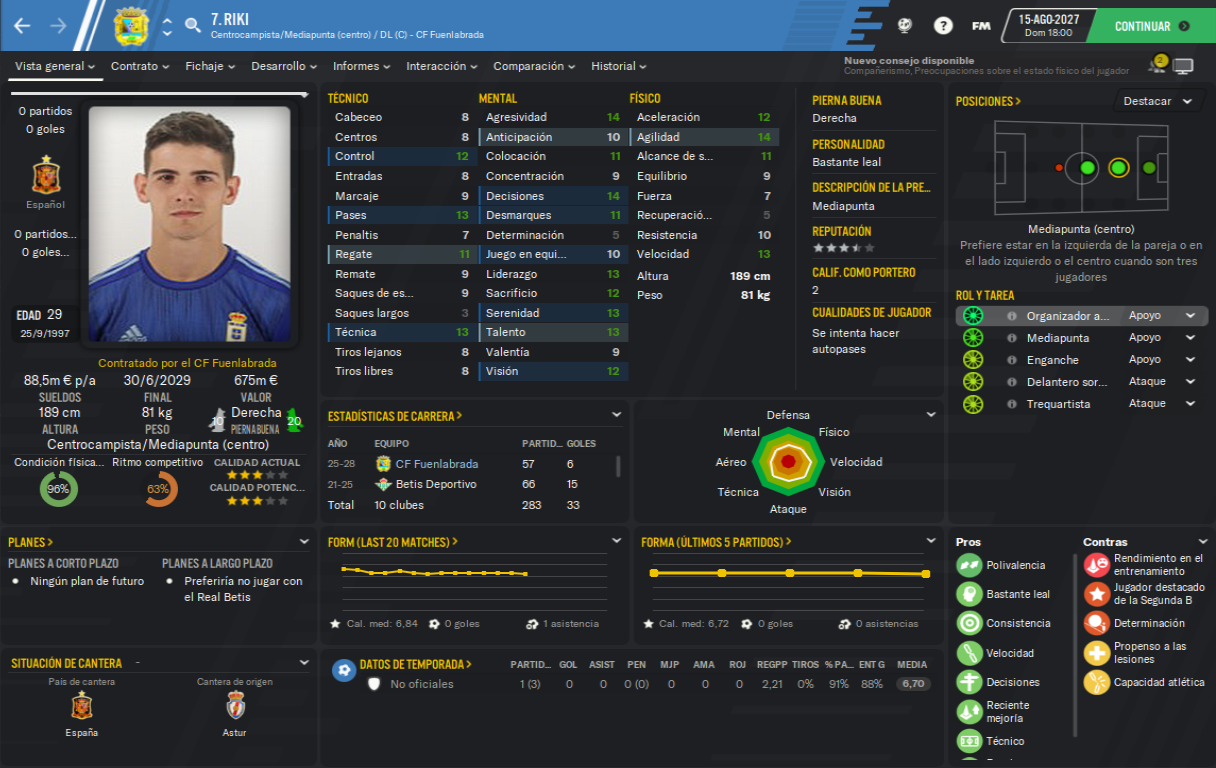 7. RIKI
Centrocampista/Mediapunta (centro) / DL (C) - CF Fuenlabrada
?
FM
15-AGO-2027
Dom 18:00
CONTINUAR
Vista general
Contrato
Fichaje
Desarrollo
Informes
Interacción
Comparación
Historial
Nuevo consejo disponible
Compañerismo, Preocupaciones sobre el estado físico del jugador
2
0 partidos
0 goles
Español
0 partidos...
0 goles...
EDAD 29
25/9/1997
Contratado por el CF Fuenlabrada
88,5m € p/a 30/6/2029 675m €
SUELDOS FINAL VALOR
189 cm 81 kg 10 Derecha 20
ALTURA PESO PIERNA BUENA
Centrocampista/Mediapunta (centro)
Condición física... Ritmo competitivo CALIDAD ACTUAL
96% 63%
CALIDAD POTENC...
TÉCNICO
Cabeceo 8
Centros 8
Control 12
Entradas 8
Marcaje 9
Pases 13
Penaltis 7
Regate 11
Remate 9
Saques de es... 9
Saques largos 3
Técnica 13
Tiros lejanos 8
Tiros libres 8
MENTAL
Agresividad 14
Anticipación 10
Colocación 11
Concentración 9
Decisiones 14
Desmarques 11
Determinación 5
Juego en equi... 10
Liderazgo 13
Sacrificio 12
Serenidad 13
Talento 13
Valentía 9
Visión 12
FÍSICO
Aceleración 12
Agilidad 14
Alcance de s... 11
Equilibrio 9
Fuerza 7
Recuperació... 5
Resistencia 10
Velocidad 13
Altura 189 cm
Peso 81 kg
PIERNA BUENA
Derecha
PERSONALIDAD
Bastante leal
DESCRIPCIÓN DE LA PRE...
Mediapunta
REPUTACIÓN
CALIF. COMO PORTERO
2
CUALIDADES DE JUGADOR
Se intenta hacer
autopases
POSICIONES >
Destacar
Mediapunta (centro)
Prefiere estar en la izquierda de la pareja o en
el lado izquierdo o el centro cuando son tres
jugadores
ROL Y TAREA
Organizador a... Apoyo
Mediapunta Apoyo
Enganche Apoyo
Delantero sor... Ataque
Trequartista Ataque
ESTADÍSTICAS DE CARRERA >
AÑO EQUIPO PARTID... GOLES
25-28 CF Fuenlabrada 57 6
21-25 Betis Deportivo 66 15
Total 10 clubes 283 33
Defensa
Mental Físico
Aéreo Velocidad
Técnica Visión
Ataque
PLANES >
PLANES A CORTO PLAZO
Ningún plan de futuro
PLANES A LARGO PLAZO
Preferiría no jugar con
el Real Betis
FORM (LAST 20 MATCHES) >
Cal. med: 6,84 0 goles 1 asistencia
FORMA (ÚLTIMOS 5 PARTIDOS) >
Cal. med: 6,72 0 goles 0 asistencias
Pros
Polivalencia
Bastante leal
Consistencia
Velocidad
Decisiones
Reciente
mejoría
Técnico
Contras
Rendimiento en el
entrenamiento
Jugador destacado
de la Segunda B
Determinación
Propenso a las
lesiones
Capacidad atlética
SITUACIÓN DE CANTERA -
País de cantera Cantera de origen
España Astur
DATOS DE TEMPORADA > PARTID... GOL ASIST PEN MJP AMA ROJ REGPP TIROS % PA... ENT G MEDIA
No oficiales 1 (3) 0 0 0 (0) 0 0 0 2,21 0% 91% 88% 6,70